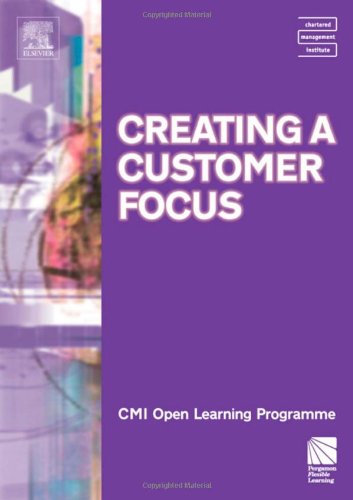 ELSEVIER
chartered
management
institute
CREATING A
CUSTOMER
FOCUS
CMI Open Learning Programme
Pergamon
Flexible
Learning